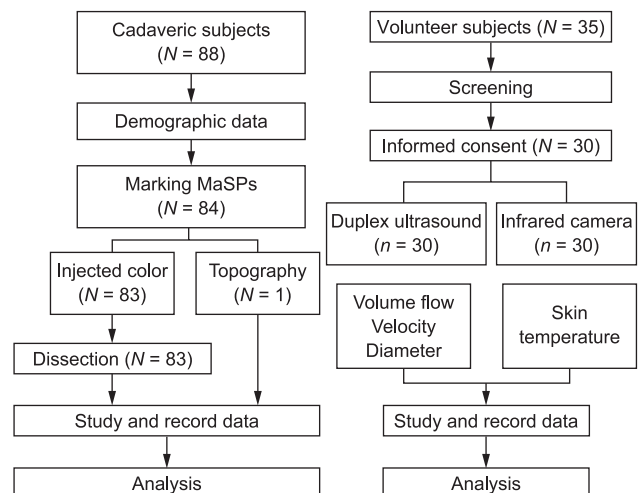 Cadaveric subjects
(N = 88)
Demographic data
Marking MaSPs
(N = 84)
Injected color
(N = 83)
Topography
(N = 1)
Dissection (N = 83)
Study and record data
Analysis
Volunteer subjects (N = 35)
Screening
Informed consent (N = 30)
Duplex ultrasound
(n = 30)
Infrared camera
(n = 30)
Volume flow
Velocity
Diameter
Skin
temperature
Study and record data
Analysis